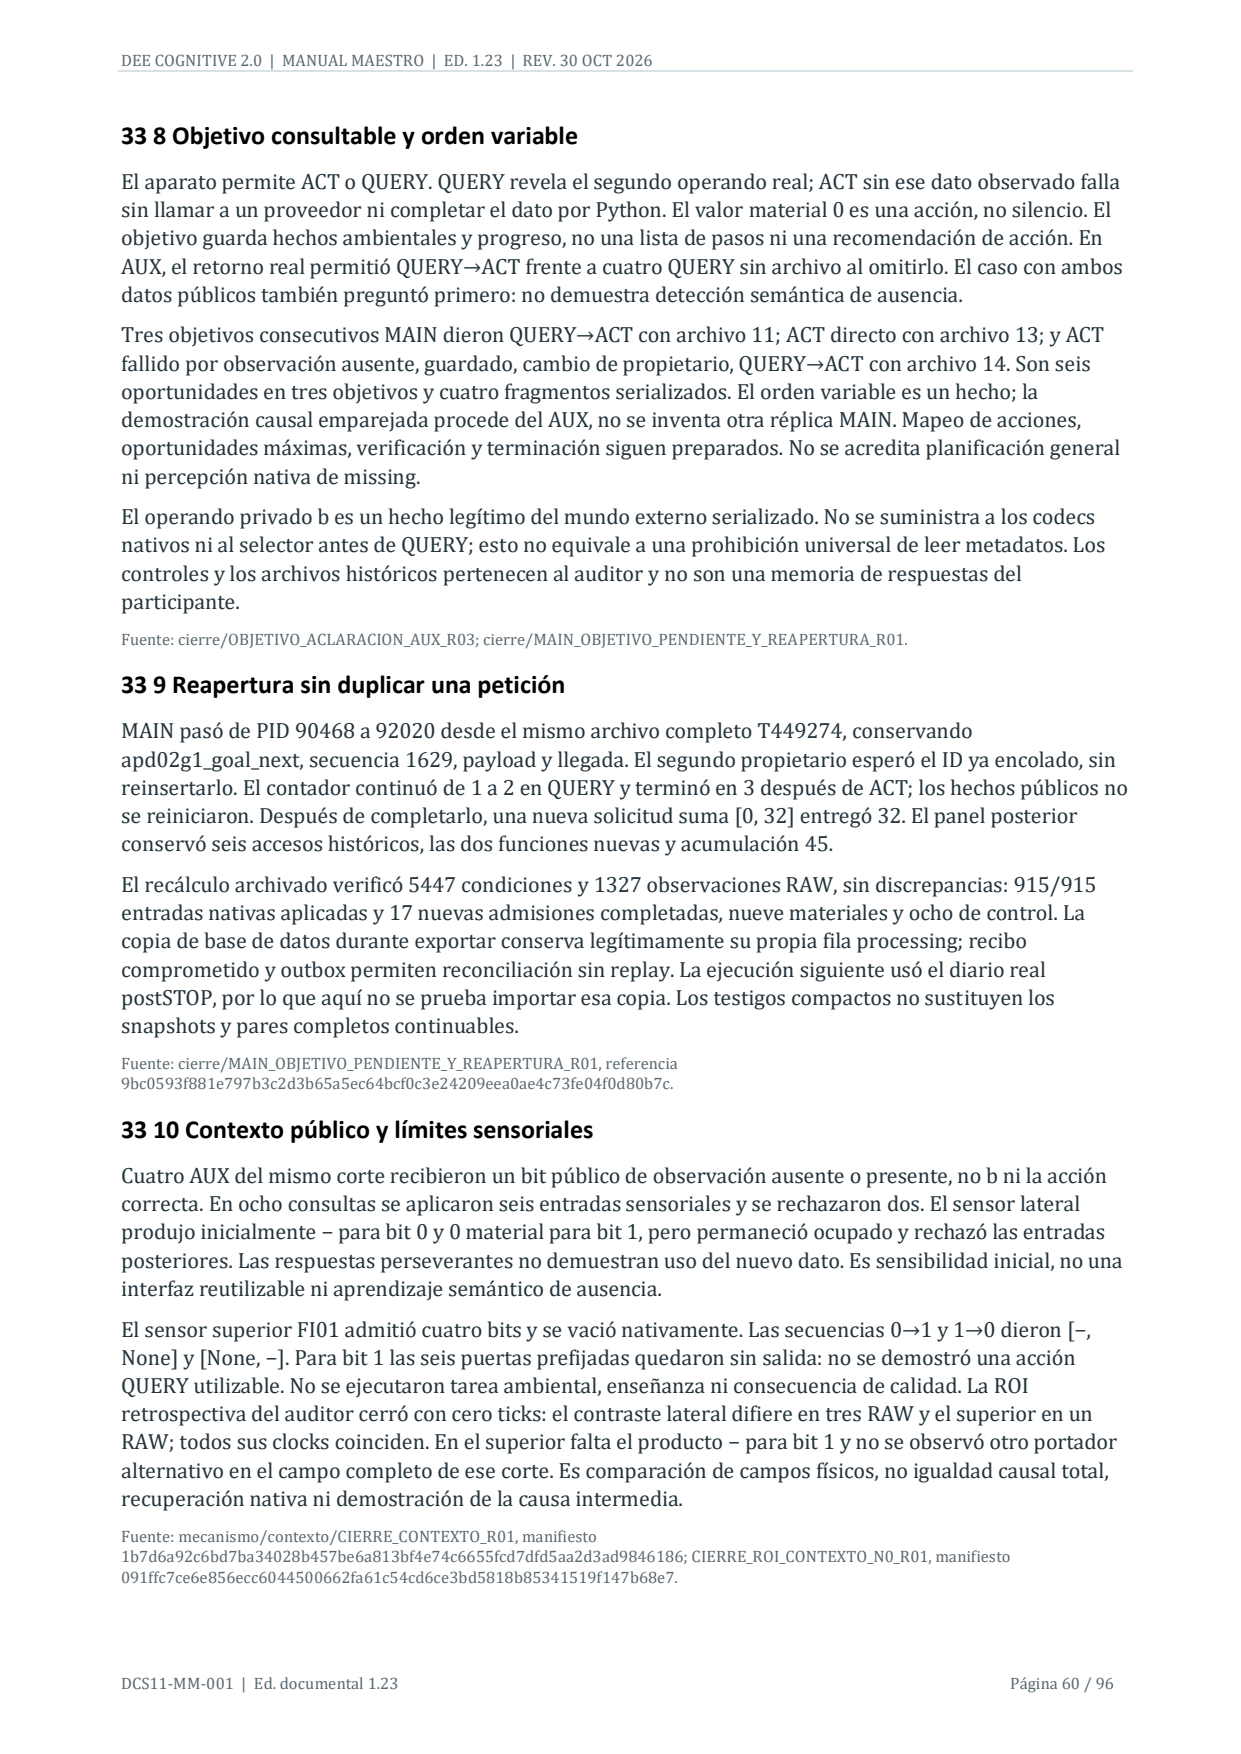 DEE COGNITIVE 2.0 | MANUAL MAESTRO | ED. 1.23 | REV. 30 OCT 2026
33 8 Objetivo consultable y orden variable
El aparato permite ACT o QUERY. QUERY revela el segundo operando real; ACT sin ese dato observado falla
sin llamar a un proveedor ni completar el dato por Python. El valor material 0 es una acción, no silencio. El
objetivo guarda hechos ambientales y progreso, no una lista de pasos ni una recomendación de acción. En
AUX, el retorno real permitió QUERY→ACT frente a cuatro QUERY sin archivo al omitirlo. El caso con ambos
datos públicos también preguntó primero: no demuestra detección semántica de ausencia.
Tres objetivos consecutivos MAIN dieron QUERY→ACT con archivo 11; ACT directo con archivo 13; y ACT
fallido por observación ausente, guardado, cambio de propietario, QUERY→ACT con archivo 14. Son seis
oportunidades en tres objetivos y cuatro fragmentos serializados. El orden variable es un hecho; la
demostración causal emparejada procede del AUX, no se inventa otra réplica MAIN. Mapeo de acciones,
oportunidades máximas, verificación y terminación siguen preparados. No se acredita planificación general
ni percepción nativa de missing.
El operando privado b es un hecho legítimo del mundo externo serializado. No se suministra a los codecs
nativos ni al selector antes de QUERY; esto no equivale a una prohibición universal de leer metadatos. Los
controles y los archivos históricos pertenecen al auditor y no son una memoria de respuestas del
participante.
Fuente: cierre/OBJETIVO_ACLARACION_AUX_R03; cierre/MAIN_OBJETIVO_PENDIENTE_Y_REAPERTURA_R01.
33 9 Reapertura sin duplicar una petición
MAIN pasó de PID 90468 a 92020 desde el mismo archivo completo T449274, conservando
apd02g1_goal_next, secuencia 1629, payload y llegada. El segundo propietario esperó el ID ya encolado, sin
reinsertarlo. El contador continuó de 1 a 2 en QUERY y terminó en 3 después de ACT; los hechos públicos no
se reiniciaron. Después de completarlo, una nueva solicitud suma [0, 32] entregó 32. El panel posterior
conservó seis accesos históricos, las dos funciones nuevas y acumulación 45.
El recálculo archivado verificó 5447 condiciones y 1327 observaciones RAW, sin discrepancias: 915/915
entradas nativas aplicadas y 17 nuevas admisiones completadas, nueve materiales y ocho de control. La
copia de base de datos durante exportar conserva legítimamente su propia fila processing; recibo
comprometido y outbox permiten reconciliación sin replay. La ejecución siguiente usó el diario real
postSTOP, por lo que aquí no se prueba importar esa copia. Los testigos compactos no sustituyen los
snapshots y pares completos continuables.
Fuente: cierre/MAIN_OBJETIVO_PENDIENTE_Y_REAPERTURA_R01, referencia
9bc0593f881e797b3c2d3b65a5ec64bcf0c3e24209eea0ae4c73fe04f0d80b7c.
33 10 Contexto público y límites sensoriales
Cuatro AUX del mismo corte recibieron un bit público de observación ausente o presente, no b ni la acción
correcta. En ocho consultas se aplicaron seis entradas sensoriales y se rechazaron dos. El sensor lateral
produjo inicialmente − para bit 0 y 0 material para bit 1, pero permaneció ocupado y rechazó las entradas
posteriores. Las respuestas perseverantes no demuestran uso del nuevo dato. Es sensibilidad inicial, no una
interfaz reutilizable ni aprendizaje semántico de ausencia.
El sensor superior FI01 admitió cuatro bits y se vació nativamente. Las secuencias 0→1 y 1→0 dieron [−,
None] y [None, −]. Para bit 1 las seis puertas prefijadas quedaron sin salida: no se demostró una acción
QUERY utilizable. No se ejecutaron tarea ambiental, enseñanza ni consecuencia de calidad. La ROI
retrospectiva del auditor cerró con cero ticks: el contraste lateral difiere en tres RAW y el superior en un
RAW; todos sus clocks coinciden. En el superior falta el producto − para bit 1 y no se observó otro portador
alternativo en el campo completo de ese corte. Es comparación de campos físicos, no igualdad causal total,
recuperación nativa ni demostración de la causa intermedia.
Fuente: mecanismo/contexto/CIERRE_CONTEXTO_R01, manifiesto
1b7d6a92c6bd7ba34028b457be6a813bf4e74c6655fcd7dfd5aa2d3ad9846186; CIERRE_ROI_CONTEXTO_N0_R01, manifiesto
091ffc7ce6e856ecc6044500662fa61c54cd6ce3bd5818b85341519f147b68e7.
DCS11-MM-001 | Ed. documental 1.23
Página 60 / 96